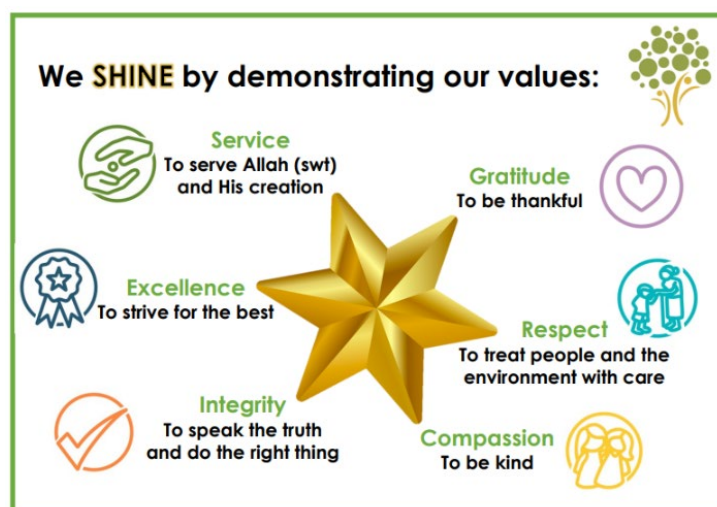 We SHINE by demonstrating our values:
Service
To serve Allah (swt)
and His creation
Gratitude
To be thankful
Excellence
To strive for the best
Respect
To treat people and the
environment with care
Integrity
To speak the truth
and do the right thing
Compassion
To be kind